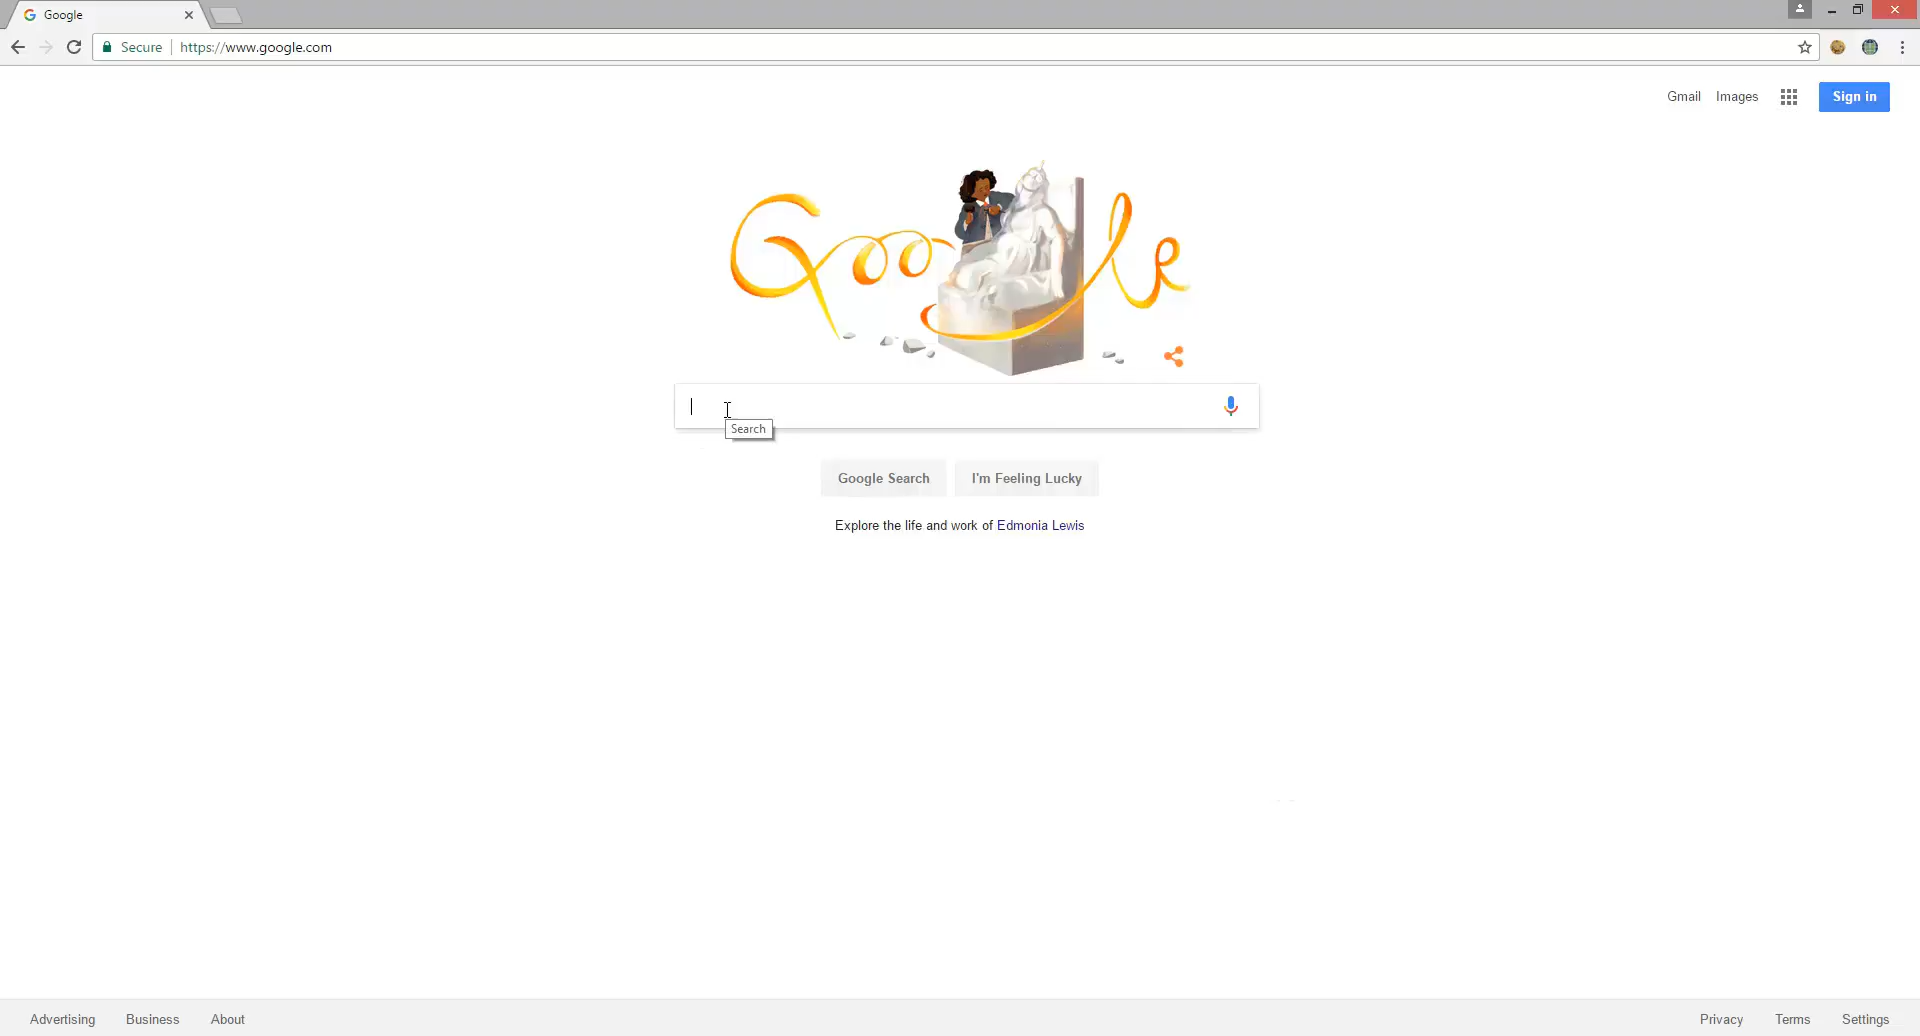 Google
Secure https://www.google.com
Gmail Images Sign in
Google
Search
Google Search I'm Feeling Lucky
Explore the life and work of Edmonia Lewis
Advertising Business About Privacy Terms Settings